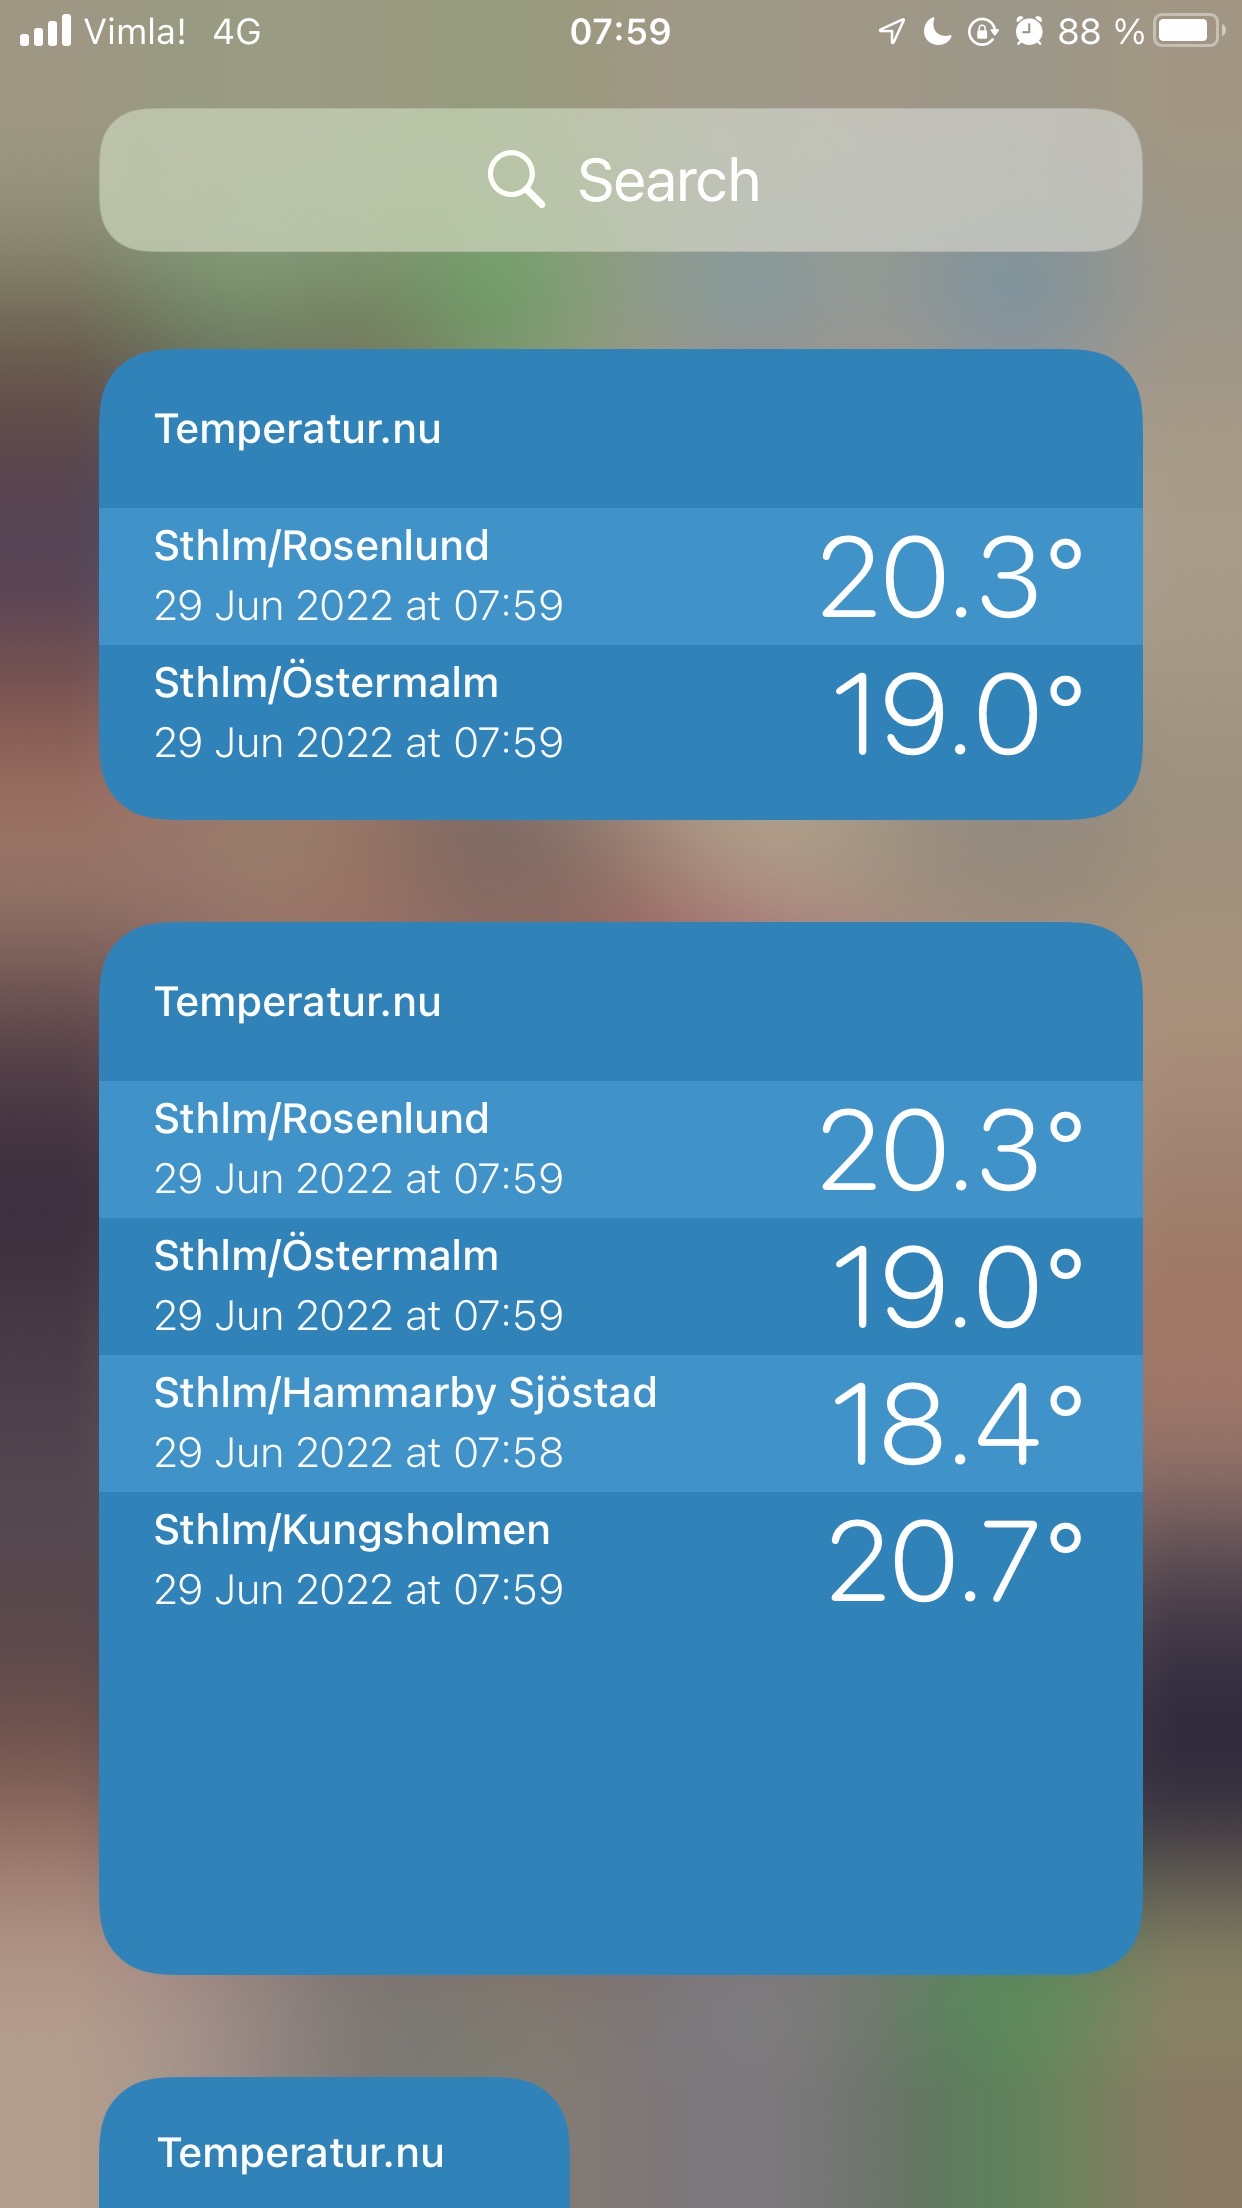 Vimla! 4G 07:59 88 %
Search
Temperatur.nu
Sthlm/Rosenlund 20.3°
29 Jun 2022 at 07:59
Sthlm/Östermalm 19.0°
29 Jun 2022 at 07:59
Temperatur.nu
Sthlm/Rosenlund 20.3°
29 Jun 2022 at 07:59
Sthlm/Östermalm 19.0°
29 Jun 2022 at 07:59
Sthlm/Hammarby Sjöstad 18.4°
29 Jun 2022 at 07:58
Sthlm/Kungsholmen 20.7°
29 Jun 2022 at 07:59
Temperatur.nu